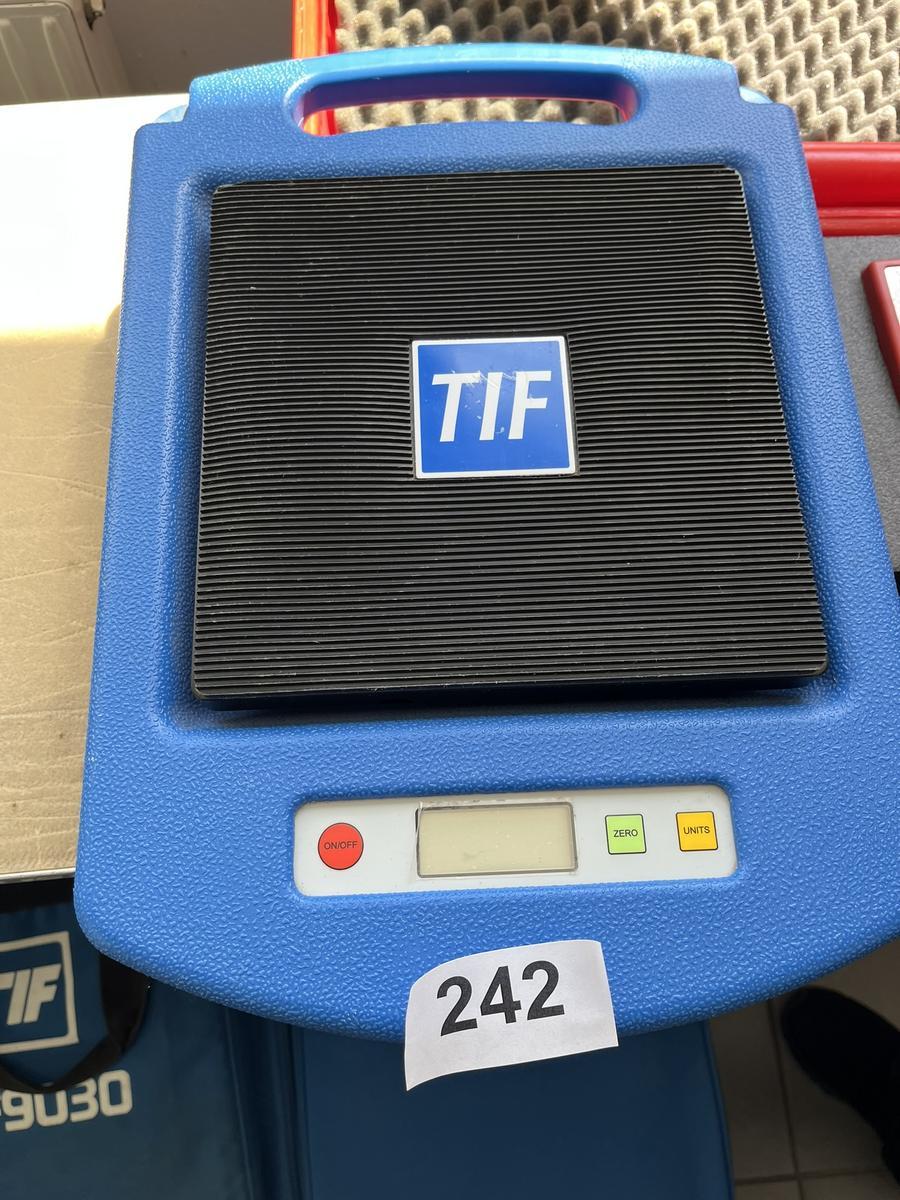 TIF
ON/OFF
ZERO
UNITS
242
TIF
9030